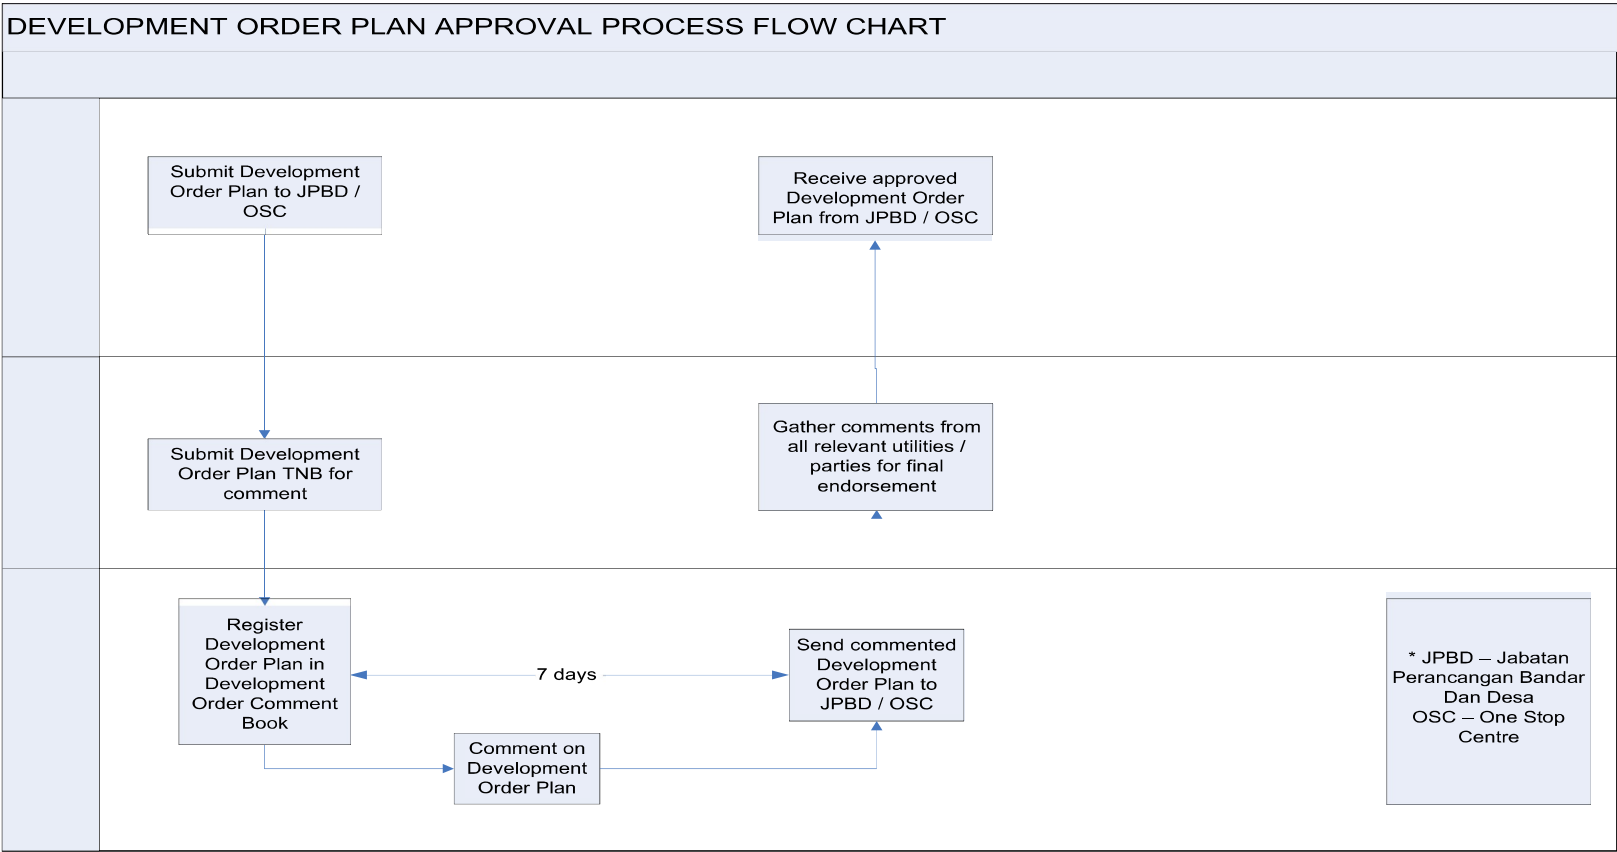 DEVELOPMENT ORDER PLAN APPROVAL PROCESS FLOW CHART
Submit Development
Order Plan to JPBD /
OSC
Receive approved
Development Order
Plan from JPBD / OSC
Submit Development
Order Plan TNB for
comment
Gather comments from
all relevant utilities /
parties for final
endorsement
Register
Development
Order Plan in
Development
Order Comment
Book
7 days
Send commented
Development
Order Plan to
JPBD / OSC
Comment on
Development
Order Plan
* JPBD – Jabatan
Perancangan Bandar
Dan Desa
OSC – One Stop
Centre